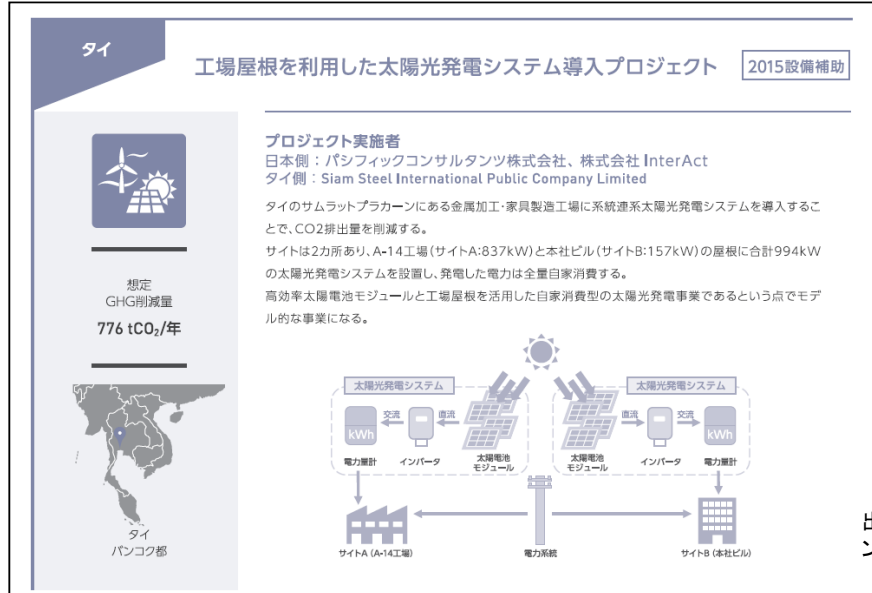 タイ
工場屋根を利用した太陽光発電システム導入プロジェクト
2015設備補助
プロジェクト実施者
日本側：パシフィックコンサルタンツ株式会社、株式会社 InterAct
タイ側：Siam Steel International Public Company Limited
タイのサムラットプラカーンにある金属加工・家具製造工場に系統連系太陽光発電システムを導入するこ
とで、CO2排出量を削減する。
サイトは2カ所あり、A-14工場（サイトA:837kW）と本社ビル（サイトB:157kW）の屋根に合計994kW
の太陽光発電システムを設置し、発電した電力は全量自家消費する。
高効率太陽電池モジュールと工場屋根を活用した自家消費型の太陽光発電事業であるという点でモデ
ル的な事業になる。
想定
GHG削減量
776 tCO₂/年
タイ
バンコク都
太陽光発電システム
交流
直流
kWh
電力量計
インバータ
太陽電池
モジュール
太陽光発電システム
直流
交流
kWh
太陽電池
モジュール
インバータ
電力量計
サイトA（A-14工場）
電力系統
サイトB（本社ビル）
ン